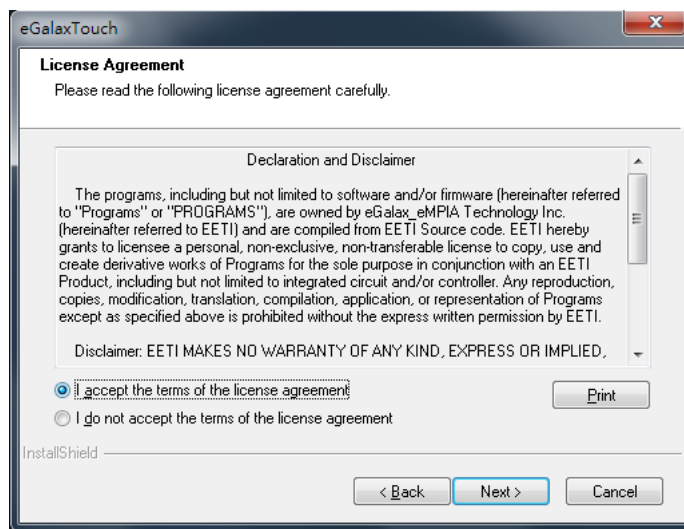 eGalaxTouch
License Agreement
Please read the following license agreement carefully.
Declaration and Disclaimer
The programs, including but not limited to software and/or firmware (hereinafter referred
to "Programs" or "PROGRAMS"), are owned by eGalax_eMPIA Technology Inc.
(hereinafter referred to EETI) and are compiled from EETI Source code. EETI hereby
grants to licensee a personal, non-exclusive, non-transferable license to copy, use and
create derivative works of Programs for the sole purpose in conjunction with an EETI
Product, including but not limited to integrated circuit and/or controller. Any reproduction,
copies, modification, translation, compilation, application, or representation of Programs
except as specified above is prohibited without the express written permission by EETI.
Disclaimer: EETI MAKES NO WARRANTY OF ANY KIND, EXPRESS OR IMPLIED,
I accept the terms of the license agreement
Print
I do not accept the terms of the license agreement
InstallShield
< Back Next > Cancel